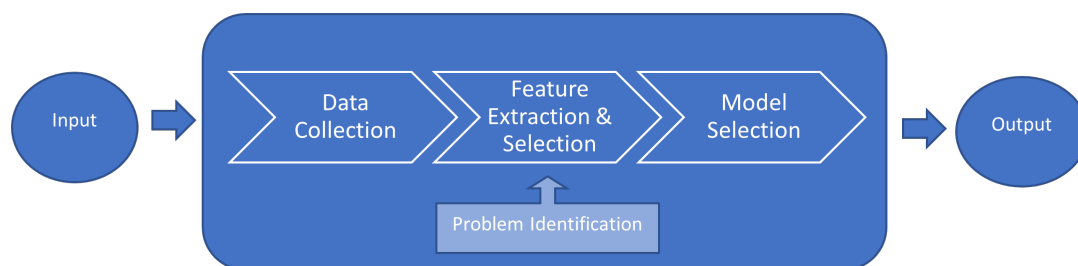 Input
Data
Collection
Feature
Extraction &
Selection
Model
Selection
Problem Identification
Output